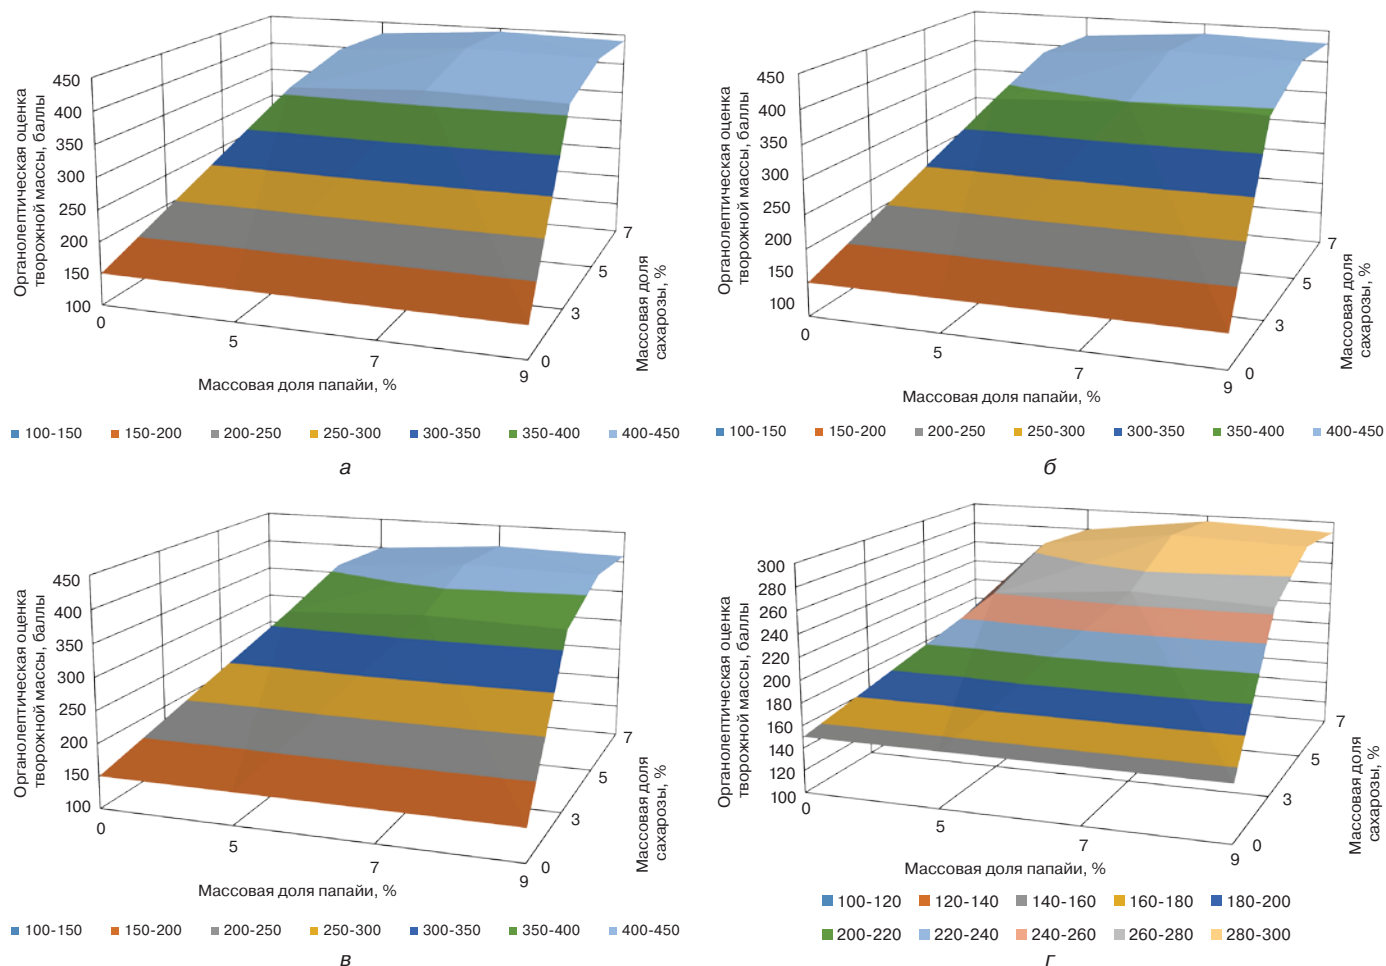 Органолептическая оценка
творожной массы, баллы
450
400
350
300
250
200
150
100
0
5
7
9
Массовая доля папайи, %
0
3
5
7
Массовая доля
сахарозы, %
100-150 150-200 200-250 250-300 300-350 350-400 400-450
а
Органолептическая оценка
творожной массы, баллы
450
400
350
300
250
200
150
100
0
5
7
9
Массовая доля папайи, %
0
3
5
7
Массовая доля
сахарозы, %
100-150 150-200 200-250 250-300 300-350 350-400 400-450
б
Органолептическая оценка
творожной массы, баллы
450
400
350
300
250
200
150
100
0
5
7
9
Массовая доля папайи, %
0
3
5
7
Массовая доля
сахарозы, %
100-150 150-200 200-250 250-300 300-350 350-400 400-450
в
Органолептическая оценка
творожной массы, баллы
300
280
260
240
220
200
180
160
140
120
100
0
5
7
9
Массовая доля папайи, %
0
3
5
7
Массовая доля
сахарозы, %
100-120 120-140 140-160 160-180 180-200
200-220 220-240 240-260 260-280 280-300
г